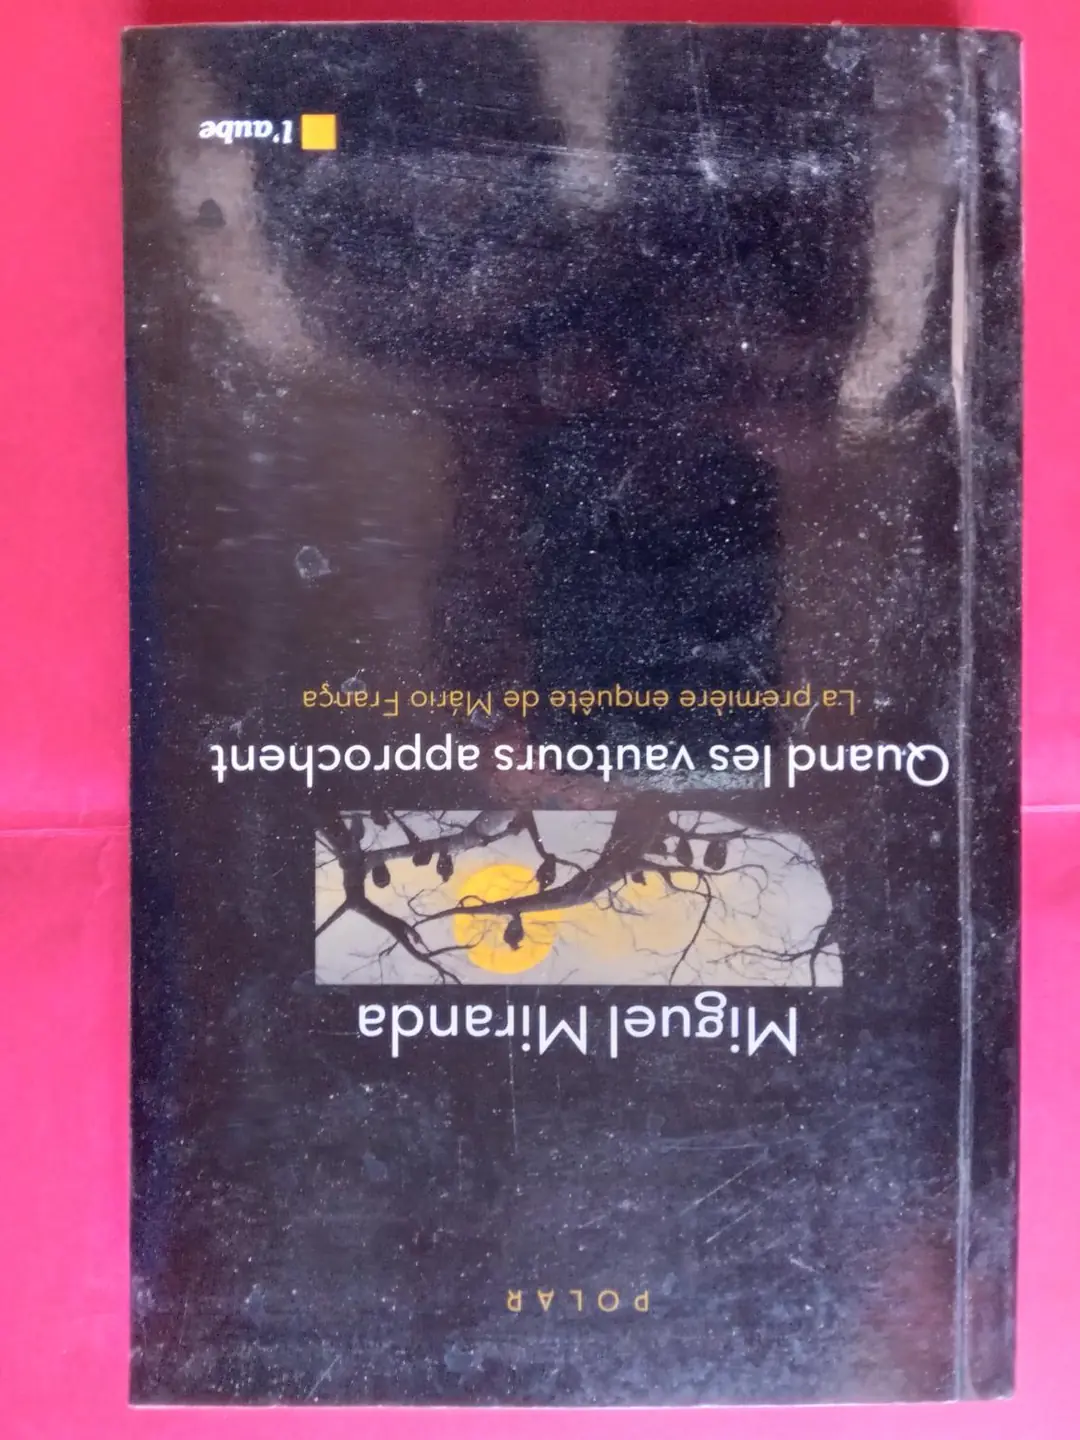 POLAR
Miguel Miranda
Quand les vautours approchent
La première enquête de Mário França
l'aube